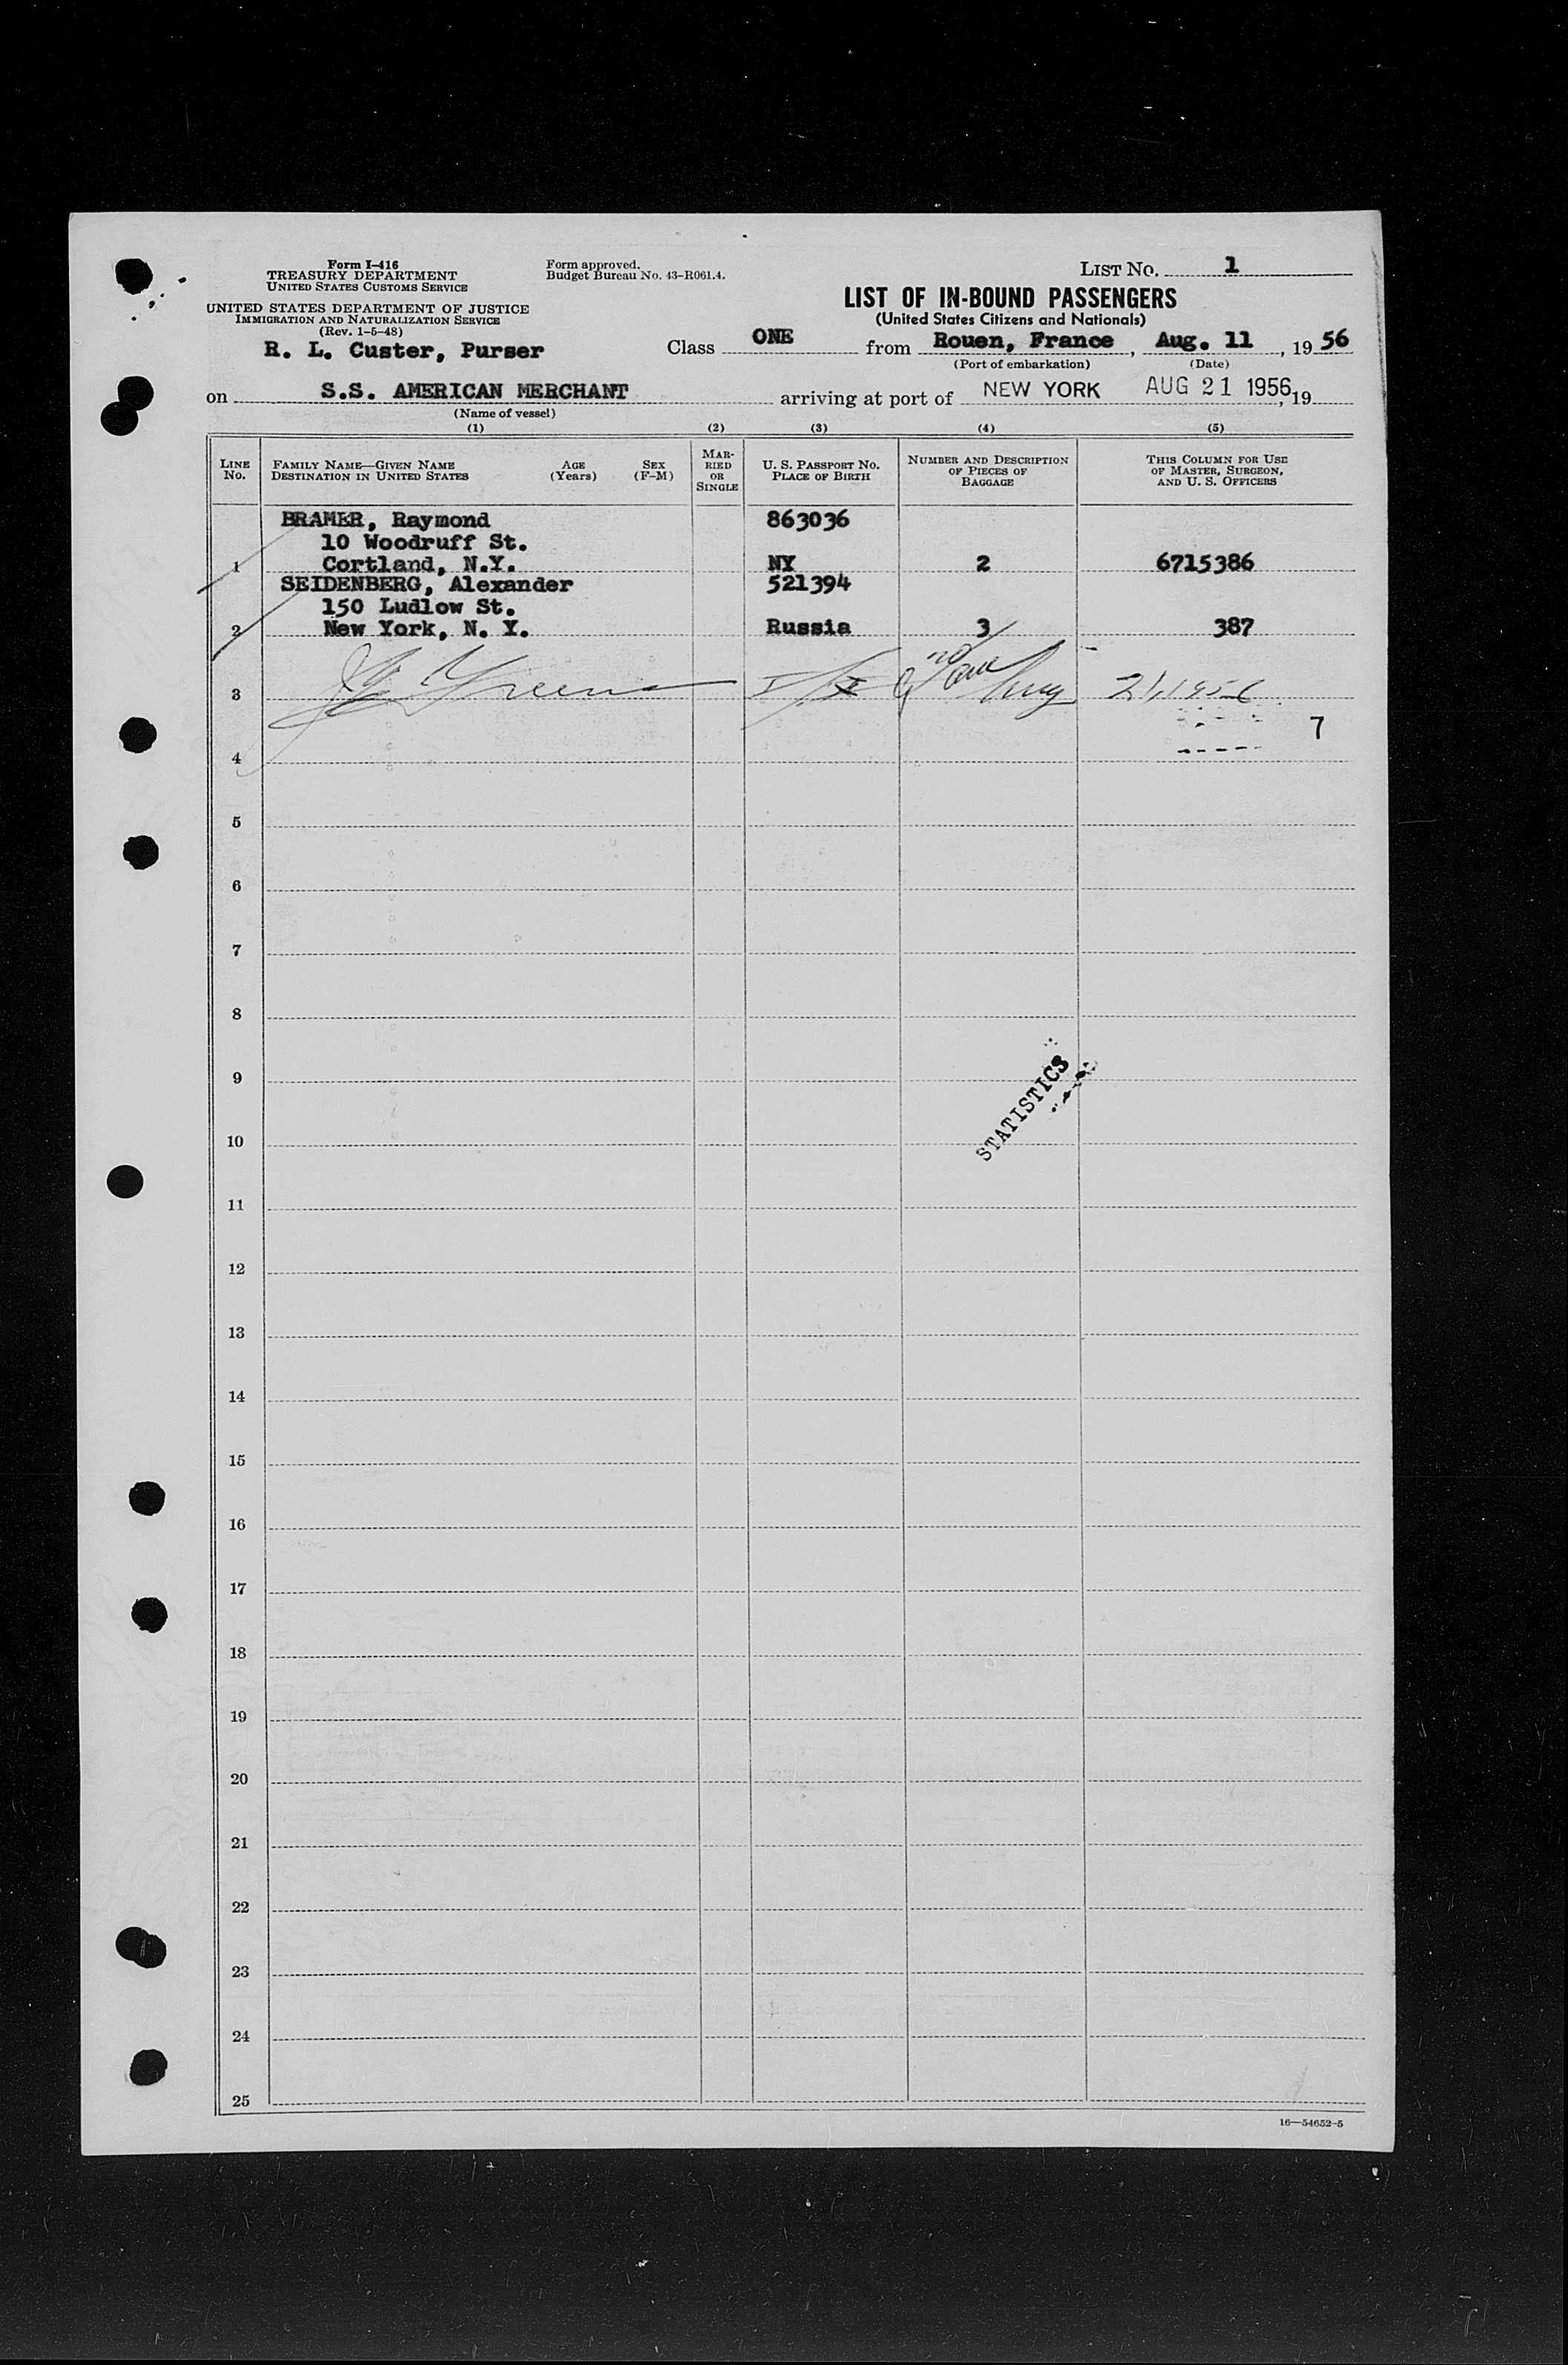 Form I-416
TREASURY DEPARTMENT
UNITED STATES CUSTOMS SERVICE
Form approved.
Budget Bureau No. 43-R061.4.
LIST NO. 1
UNITED STATES DEPARTMENT OF JUSTICE
IMMIGRATION AND NATURALIZATION SERVICE
(Rev. 1-5-48)
LIST OF IN-BOUND PASSENGERS
(United States Citizens and Nationals)
R. L. Custer, Purser
Class ONE from Rouen, France, Aug. 11, 1956
(Port of embarkation) (Date)
on S.S. AMERICAN MERCHANT arriving at port of NEW YORK AUG 21 1956, 19
(Name of vessel)
(1) (2) (3) (4) (5)
LINE NO.
FAMILY NAME—GIVEN NAME
DESTINATION IN UNITED STATES
AGE (Years)
SEX (F-M)
MARRIED OR SINGLE
U. S. PASSPORT NO.
PLACE OF BIRTH
NUMBER AND DESCRIPTION OF PIECES OF BAGGAGE
THIS COLUMN FOR USE OF MASTER, SURGEON, AND U. S. OFFICERS
BRAMER, Raymond 863036
10 Woodruff St.
1 Cortland, N.Y. NY 2 6715386
SEIDENBERG, Alexander 521394
150 Ludlow St.
2 New York, N. Y. Russia 3 387
3 Aug 21, 1956
7
4
5
6
7
8
STATISTICS
9
10
11
12
13
14
15
16
17
18
19
20
21
22
23
24
25
16—54652-5